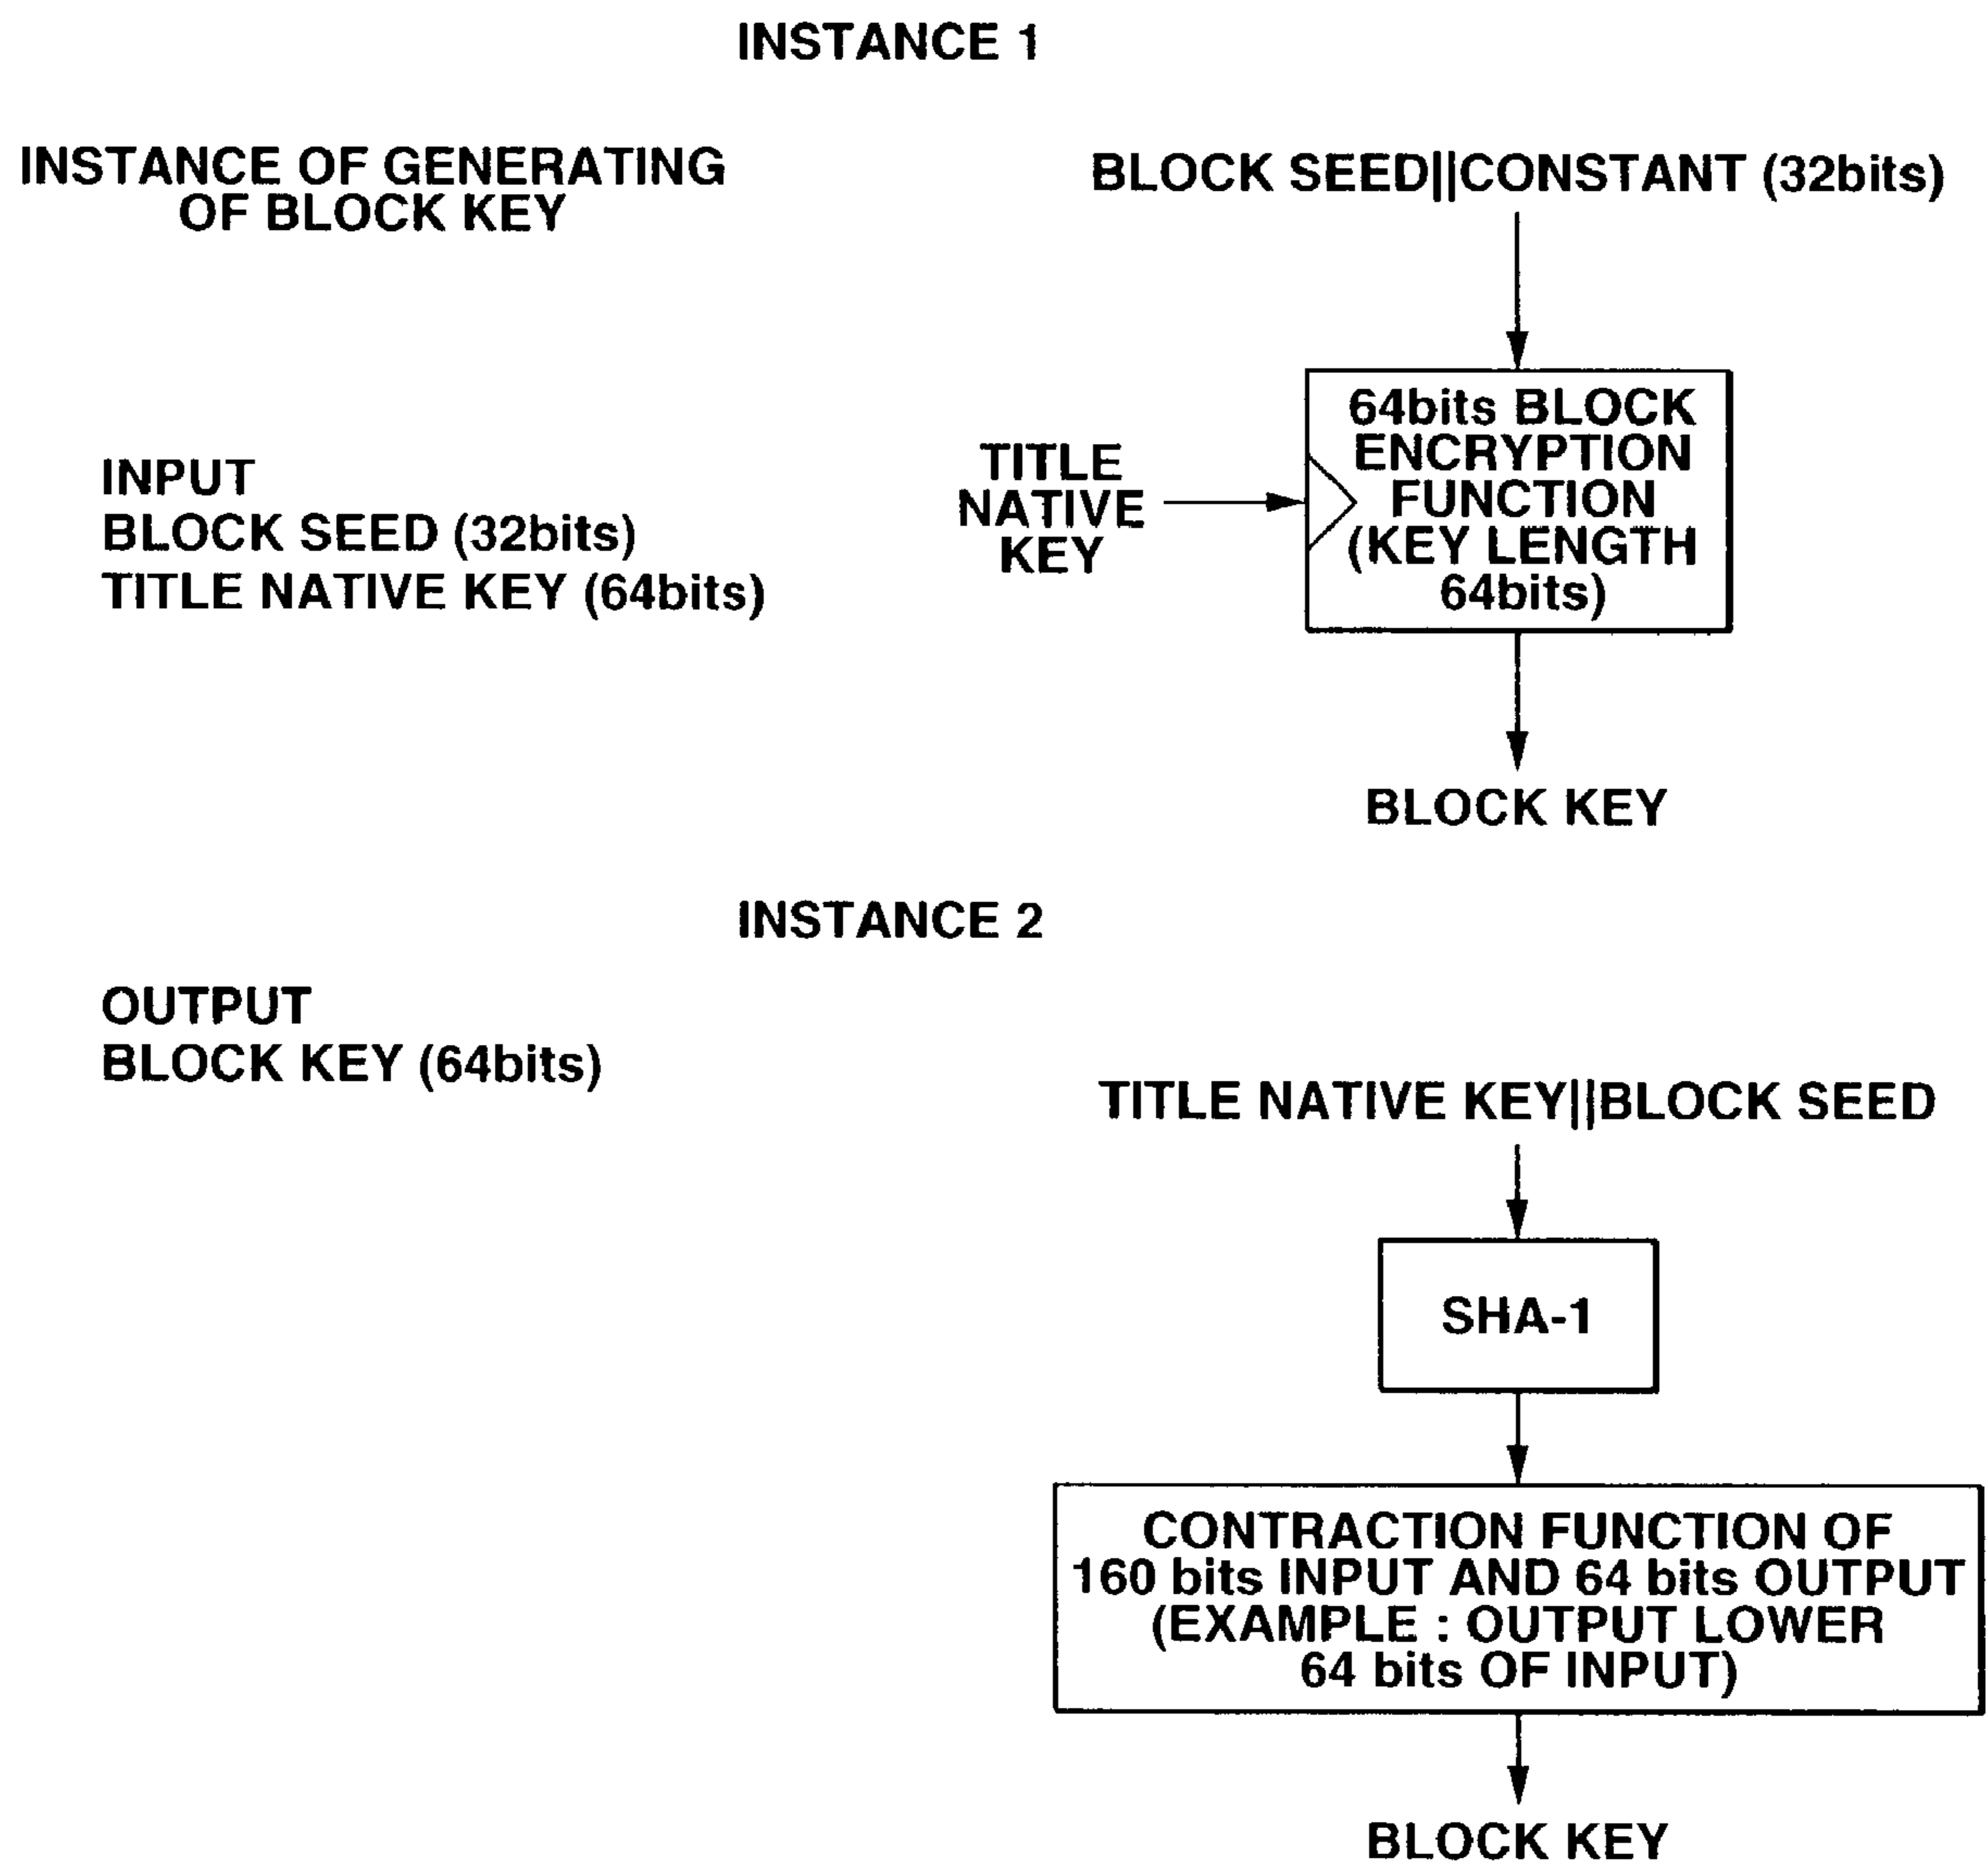 INSTANCE 1
INSTANCE OF GENERATING
OF BLOCK KEY
BLOCK SEED||CONSTANT (32bits)
INPUT
BLOCK SEED (32bits)
TITLE NATIVE KEY (64bits)
TITLE
NATIVE
KEY
64bits BLOCK
ENCRYPTION
FUNCTION
(KEY LENGTH
64bits)
BLOCK KEY
INSTANCE 2
OUTPUT
BLOCK KEY (64bits)
TITLE NATIVE KEY||BLOCK SEED
SHA-1
CONTRACTION FUNCTION OF
160 bits INPUT AND 64 bits OUTPUT
(EXAMPLE : OUTPUT LOWER
64 bits OF INPUT)
BLOCK KEY